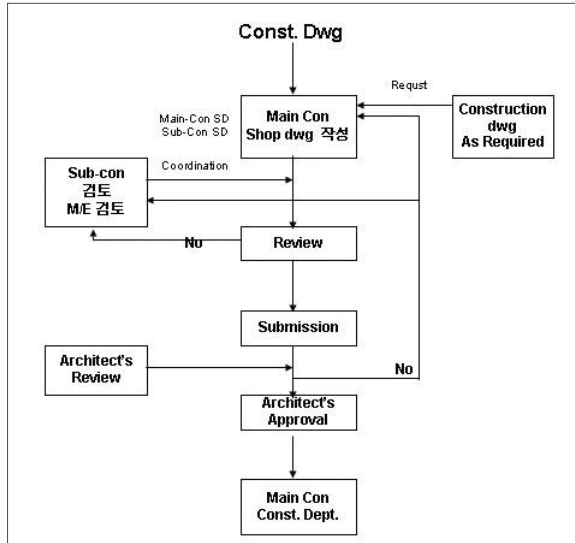 Const. Dwg
Requst
Main-Con SD
Sub-Con SD
Main Con
Shop dwg 작성
Construction
dwg
As Required
Sub-con
검토
M/E 검토
Coordination
No
Review
Submission
Architect's
Review
No
Architect's
Approval
Main Con
Const. Dept.